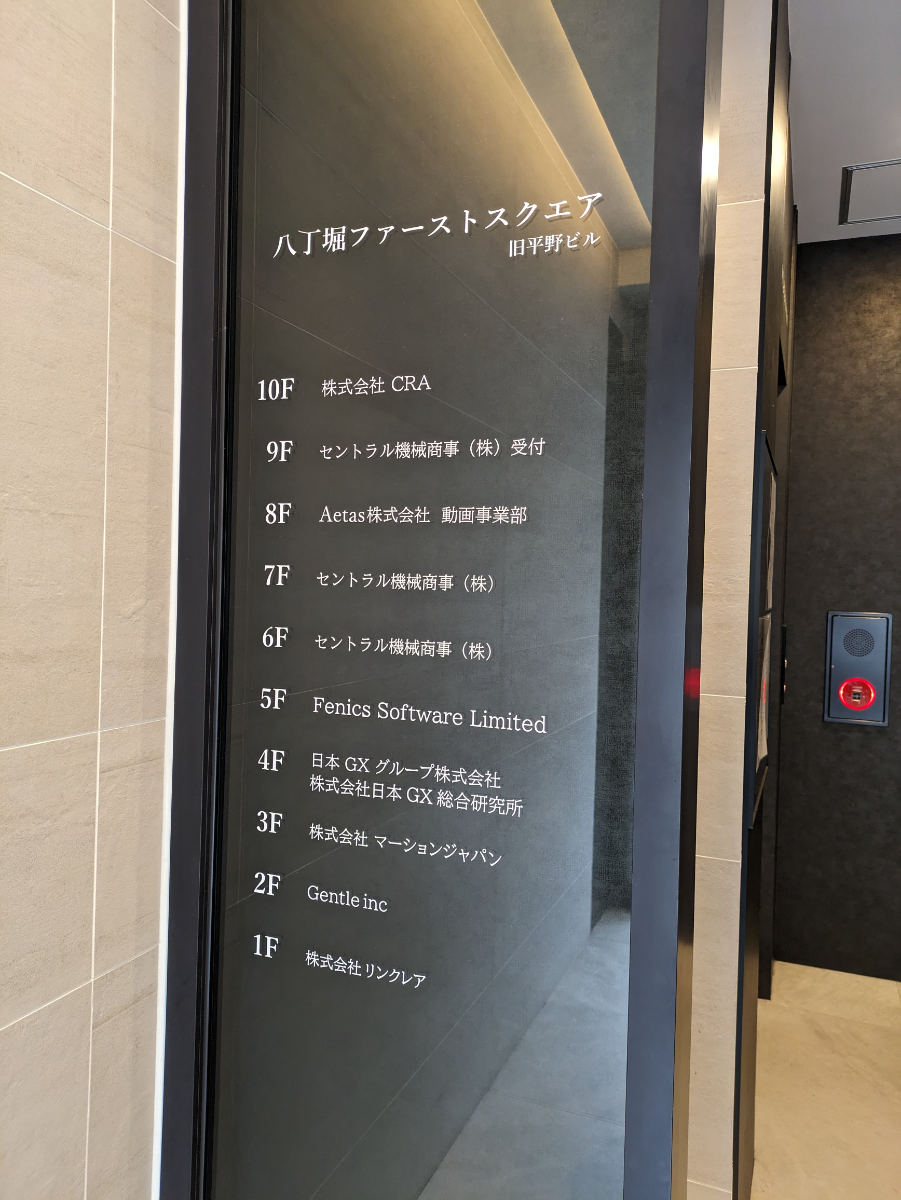 八丁堀ファーストスクエア
旧平野ビル
10F 株式会社 CRA
9F セントラル機械商事（株）受付
8F Aetas株式会社 動画事業部
7F セントラル機械商事（株）
6F セントラル機械商事（株）
5F Fenics Software Limited
4F 日本 GX グループ株式会社
株式会社日本 GX 総合研究所
3F 株式会社 マーションジャパン
2F Gentle inc
1F 株式会社 リンクレア